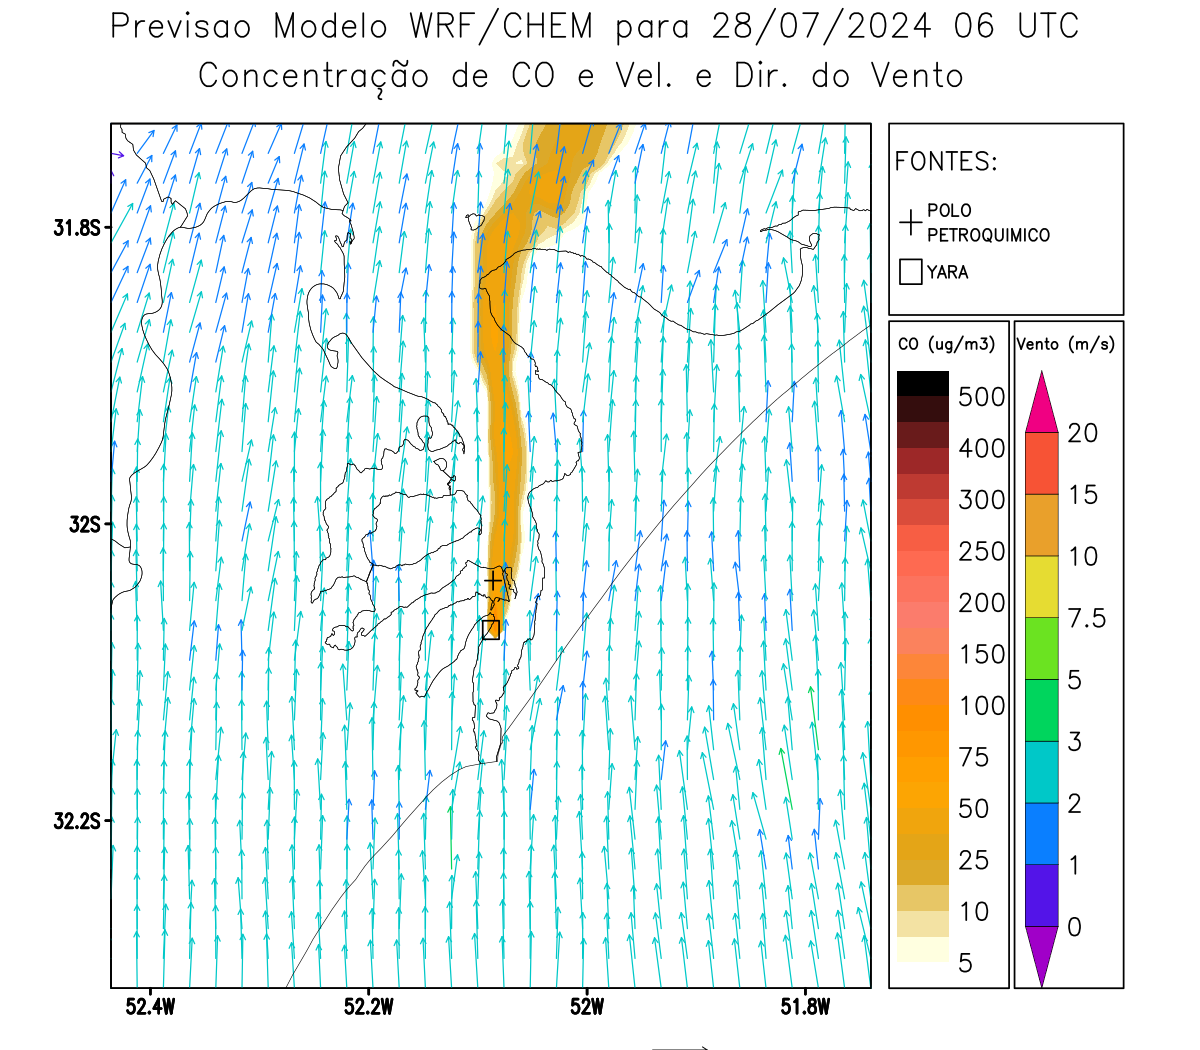 Previsao Modelo WRF/CHEM para 28/07/2024 06 UTC
Concentração de CO e Vel. e Dir. do Vento
FONTES:
POLO
PETROQUIMICO
YARA
CO (ug/m3)
500
400
300
250
200
150
100
75
50
25
10
5
Vento (m/s)
20
15
10
7.5
5
3
2
1
0
31.8S
32S
32.2S
52.4W
52.2W
52W
51.8W